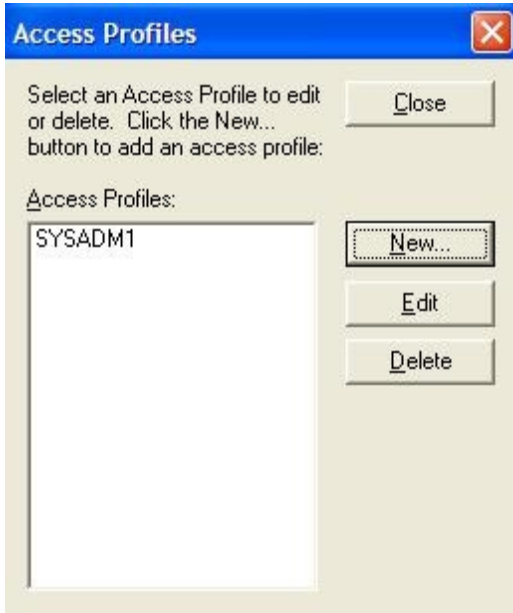 Access Profiles
Select an Access Profile to edit
or delete. Click the New...
button to add an access profile:
Close
Access Profiles:
SYSADM1
New...
Edit
Delete